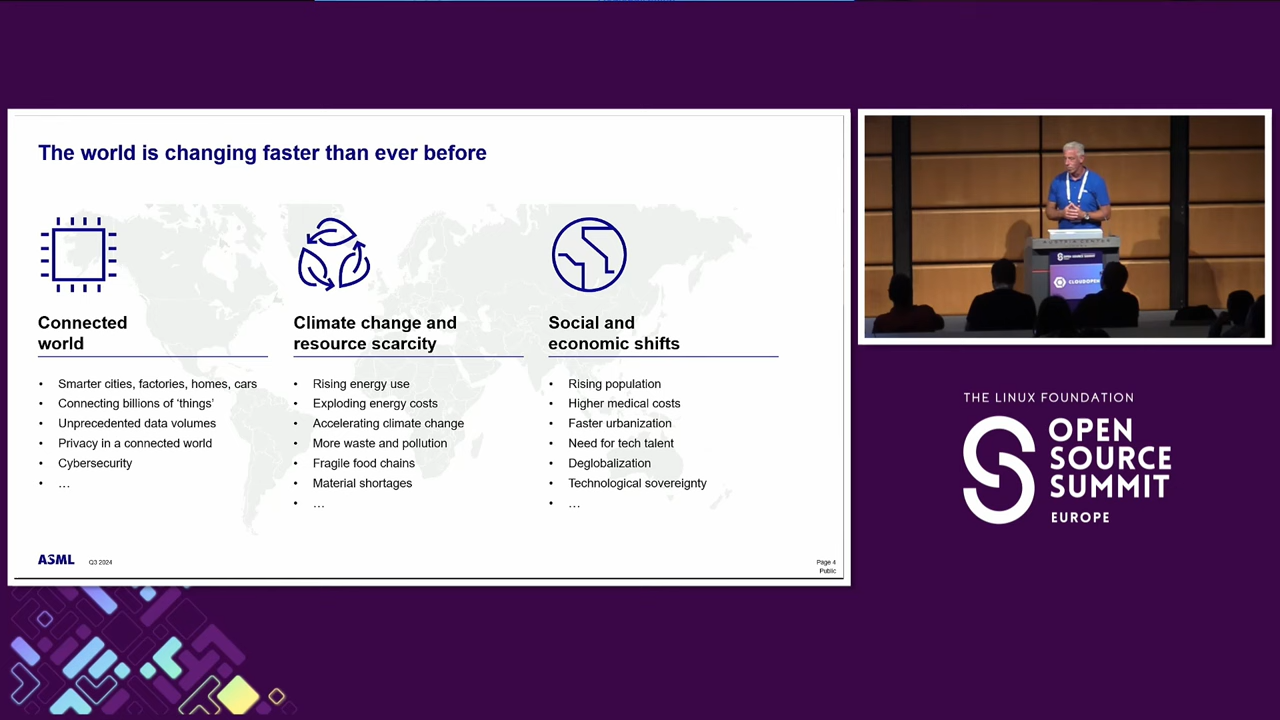 The world is changing faster than ever before
Connected
world
• Smarter cities, factories, homes, cars
• Connecting billions of ‘things’
• Unprecedented data volumes
• Privacy in a connected world
• Cybersecurity
• …
Climate change and
resource scarcity
• Rising energy use
• Exploding energy costs
• Accelerating climate change
• More waste and pollution
• Fragile food chains
• Material shortages
• …
Social and
economic shifts
• Rising population
• Higher medical costs
• Faster urbanization
• Need for tech talent
• Deglobalization
• Technological sovereignty
• …
ASML
Q3 2024
Page 4
Public
OPEN SOURCE SUMMIT
CLOUDOPEN
THE LINUX FOUNDATION
OPEN
SOURCE
SUMMIT
EUROPE